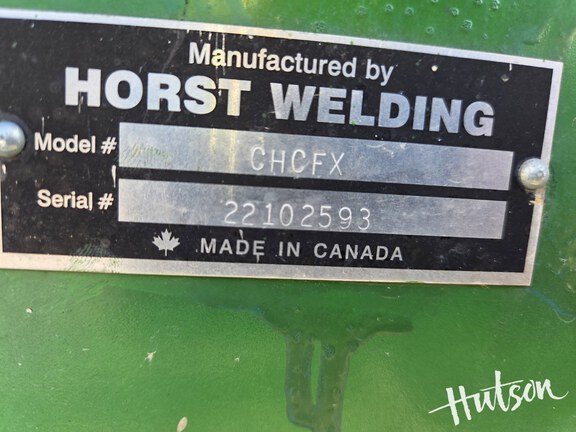 Manufactured by
HORST WELDING
Model # CHCFX
Serial # 22102593
MADE IN CANADA
Hutson